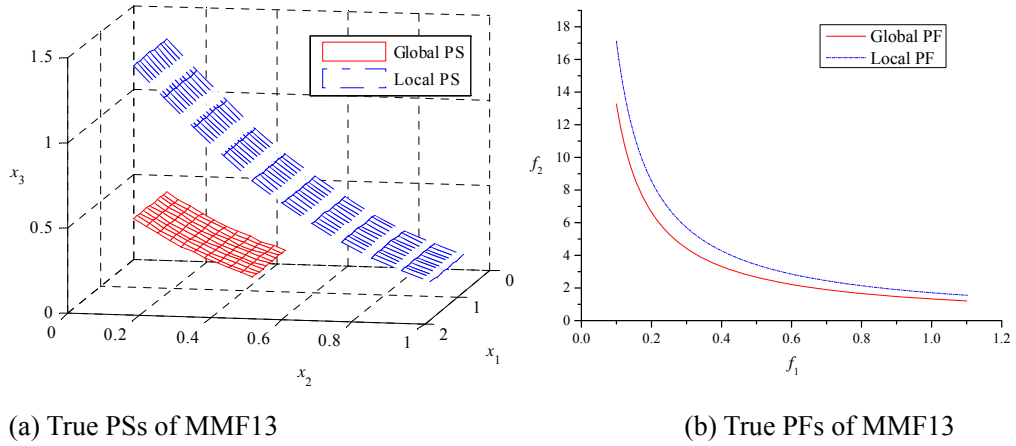 1.5
1
0.5
0
x3
0
0.2
0.4
0.6
0.8
1
x2
2
1
0
x1
Global PS
Local PS
18
16
14
12
10
8
6
4
2
0
f2
0.0
0.2
0.4
0.6
0.8
1.0
1.2
f1
Global PF
Local PF
(a) True PSs of MMF13
(b) True PFs of MMF13